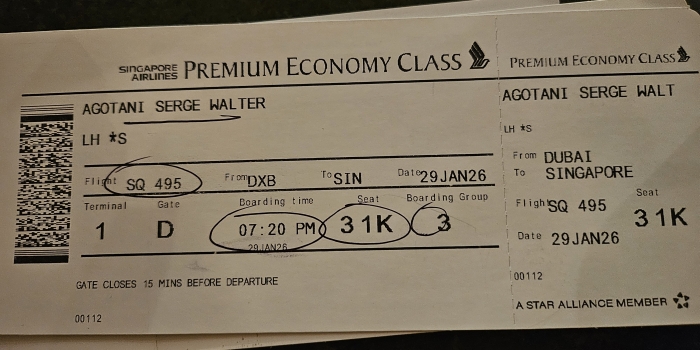 SINGAPORE AIRLINES PREMIUM ECONOMY CLASS
AGOTANI SERGE WALTER
LH *S
Flight SQ 495 From DXB To SIN Date 29JAN26
Terminal Gate Boarding time Seat Boarding Group
1 D 07:20 PM 31K 3
29JAN26
GATE CLOSES 15 MINS BEFORE DEPARTURE
00112
PREMIUM ECONOMY CLASS
AGOTANI SERGE WALT
LH *S
From DUBAI
To SINGAPORE
Seat
Flight SQ 495 31K
Date 29JAN26
00112
A STAR ALLIANCE MEMBER